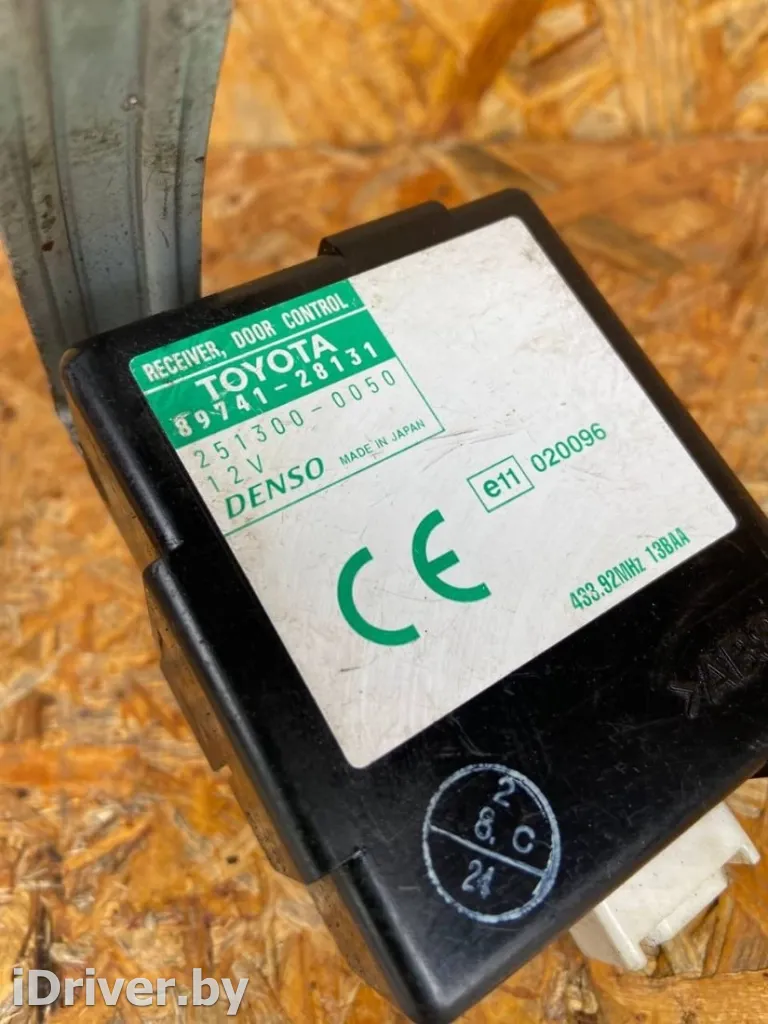 RECEIVER, DOOR CONTROL
TOYOTA
89741-28131
251300-0050
12V
DENSO MADE IN JAPAN
CE
e11 020096
433.92MHz 13BAA
2
8. C
24
iDriver.by